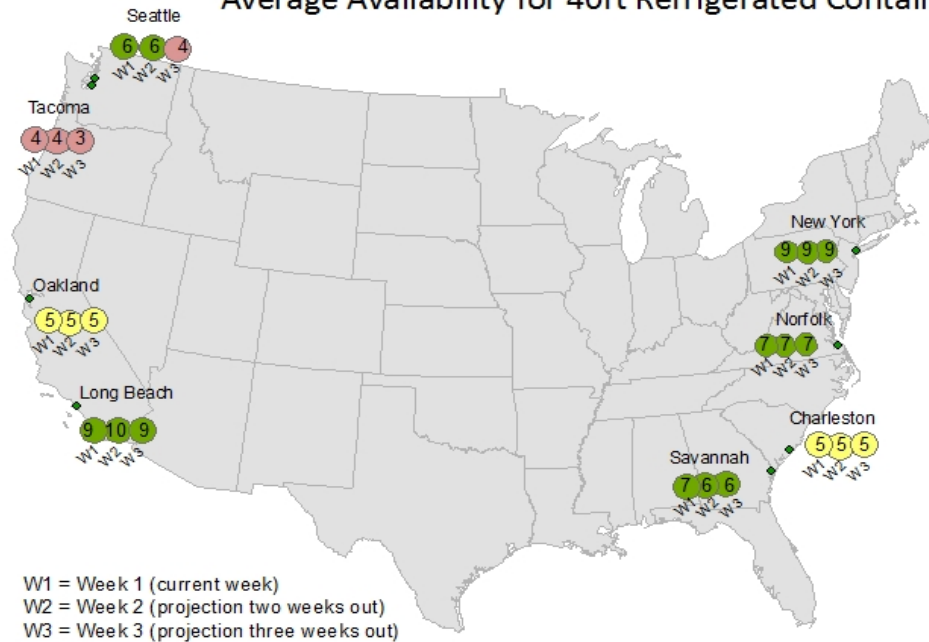 Average Availability for 40ft Refrigerated
Seattle
6 6 4
W1 W2 W3
Tacoma
4 4 3
W1 W2 W3
New York
9 9 9
W1 W2 W3
Oakland
5 5 5
W1 W2 W3
Norfolk
7 7 7
W1 W2 W3
Long Beach
9 10 9
W1 W2 W3
Charleston
5 5 5
W1 W2 W3
Savannah
7 6 6
W1 W2 W3
W1 = Week 1 (current week)
W2 = Week 2 (projection two weeks out)
W3 = Week 3 (projection three weeks out)